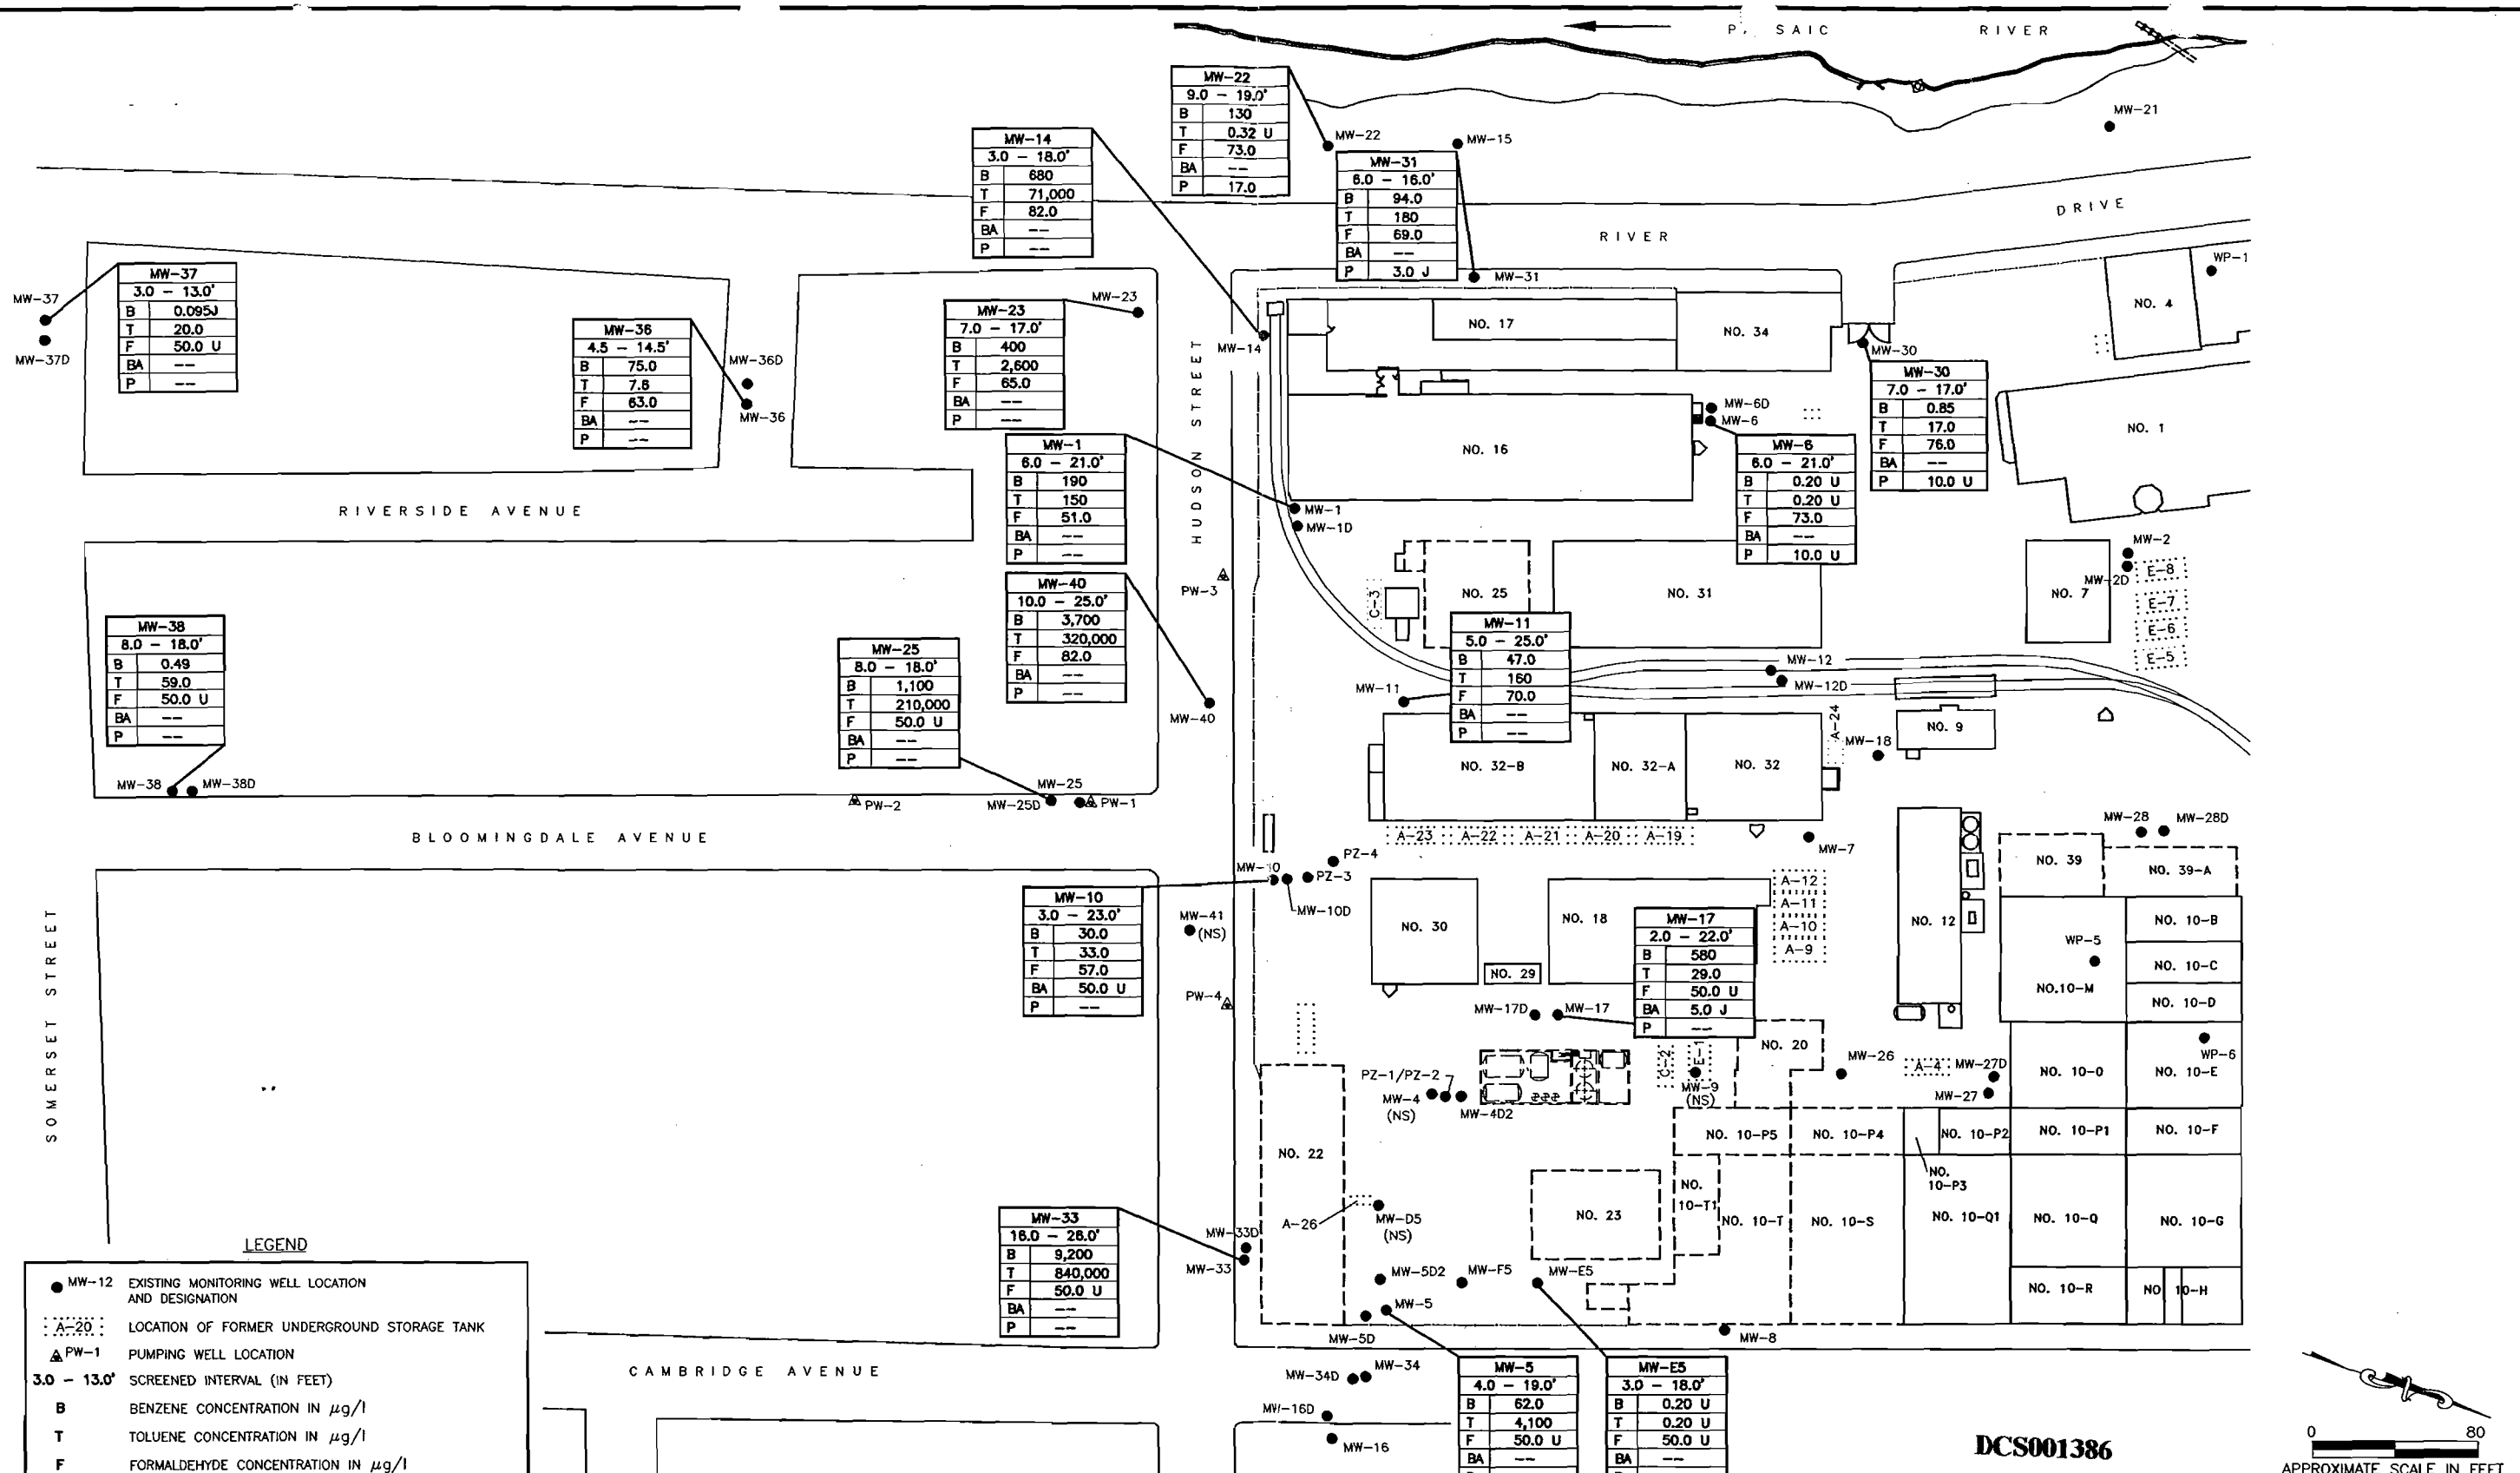 P. SAIC RIVER
MW-22
9.0 - 19.0'
B 130
T 0.32 U
F 73.0
BA --
P 17.0
MW-22
MW-15
MW-21
MW-14
3.0 - 18.0'
B 680
T 71,000
F 82.0
BA --
P --
MW-31
6.0 - 16.0'
B 94.0
T 180
F 69.0
BA --
P 3.0 J
MW-31
RIVER DRIVE
WP-1
NO. 4
MW-37
3.0 - 13.0'
B 0.095J
T 20.0
F 50.0 U
BA --
P --
MW-37
MW-37D
MW-36
4.5 - 14.5'
B 75.0
T 7.6
F 63.0
BA --
P --
MW-36D
MW-36
MW-23
7.0 - 17.0'
B 400
T 2,600
F 65.0
BA --
P --
MW-23
HUDSON STREET
MW-14
NO. 17
NO. 34
MW-30
MW-30
7.0 - 17.0'
B 0.85
T 17.0
F 76.0
BA --
P 10.0 U
NO. 1
MW-6D
MW-6
NO. 16
MW-6
6.0 - 21.0'
B 0.20 U
T 0.20 U
F 73.0
BA --
P 10.0 U
MW-1
6.0 - 21.0'
B 190
T 150
F 51.0
BA --
P --
MW-1
MW-1D
RIVERSIDE AVENUE
MW-2
MW-2D
E-8
E-7
E-6
E-5
NO. 7
PW-3
C-3
NO. 25
NO. 31
MW-40
10.0 - 25.0'
B 3,700
T 320,000
F 82.0
BA --
P --
MW-40
MW-11
5.0 - 25.0'
B 47.0
T 160
F 70.0
BA --
P --
MW-11
MW-12
MW-12D
MW-38
8.0 - 18.0'
B 0.49
T 59.0
F 50.0 U
BA --
P --
MW-38
MW-38D
MW-25
8.0 - 18.0'
B 1,100
T 210,000
F 50.0 U
BA --
P --
MW-25
MW-25D
PW-1
PW-2
A-24
MW-18
NO. 9
NO. 32-B
NO. 32-A
NO. 32
A-23
A-22
A-21
A-20
A-19
MW-7
BLOOMINGDALE AVENUE
MW-28
MW-28D
NO. 39
NO. 39-A
PZ-4
PZ-3
MW-10
MW-10D
MW-10
3.0 - 23.0'
B 30.0
T 33.0
F 57.0
BA 50.0 U
P --
MW-41
(NS)
NO. 30
NO. 18
NO. 29
A-12
A-11
A-10
A-9
NO. 12
WP-5
NO.10-M
NO. 10-B
NO. 10-C
NO. 10-D
MW-17
2.0 - 22.0'
B 580
T 29.0
F 50.0 U
BA 5.0 J
P --
MW-17D
MW-17
PW-4
SOMERSET STREET
C-2
E-1
MW-9
(NS)
NO. 20
MW-26
A-4
MW-27D
MW-27
NO. 10-O
WP-6
NO. 10-E
PZ-1/PZ-2
MW-4
(NS)
MW-4D2
NO. 22
NO. 10-P5
NO. 10-P4
NO. 10-P2
NO. 10-P1
NO. 10-F
NO.
10-P3
A-26
MW-D5
(NS)
NO. 23
NO.
10-T1
NO. 10-T
NO. 10-S
NO. 10-Q1
NO. 10-Q
NO. 10-G
MW-33
16.0 - 26.0'
B 9,200
T 840,000
F 50.0 U
BA --
P --
MW-33D
MW-33
MW-5D2
MW-F5
MW-E5
NO. 10-R
NO 10-H
MW-5
MW-5D
MW-8
CAMBRIDGE AVENUE
MW-34
MW-34D
MW-16D
MW-16
MW-5
4.0 - 19.0'
B 62.0
T 4,100
F 50.0 U
BA --
MW-E5
3.0 - 18.0'
B 0.20 U
T 0.20 U
F 50.0 U
BA --
LEGEND
MW-12 EXISTING MONITORING WELL LOCATION
AND DESIGNATION
A-20 LOCATION OF FORMER UNDERGROUND STORAGE TANK
PW-1 PUMPING WELL LOCATION
3.0 - 13.0' SCREENED INTERVAL (IN FEET)
B BENZENE CONCENTRATION IN µg/l
T TOLUENE CONCENTRATION IN µg/l
F FORMALDEHYDE CONCENTRATION IN µg/l
DCS001386
0 80
APPROXIMATE SCALE IN FEET